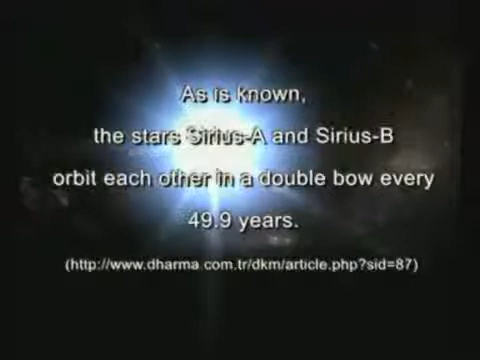 As is known,
the stars Sirius-A and Sirius-B
orbit each other in a double bow every
49.9 years.
(http://www.dharma.com.tr/dkm/article.php?sid=87)